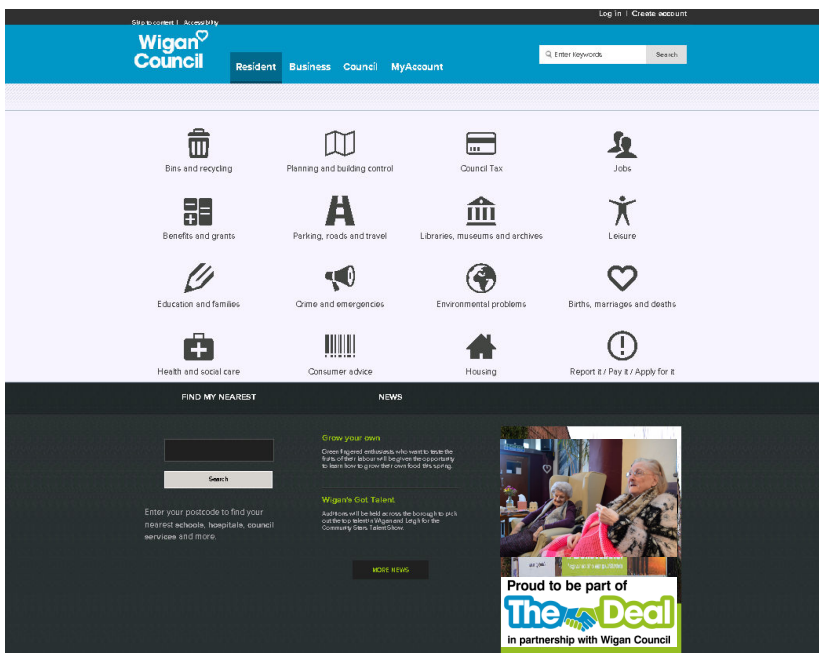 Log in | Create account
Skip to content | Accessibility
Wigan
Council
Resident Business Council MyAccount
Enter Keywords Search
Bins and recycling Planning and building control Council Tax Jobs
Benefits and grants Parking, roads and travel Libraries, museums and archives Leisure
Education and families Crime and emergencies Environmental problems Births, marriages and deaths
Health and social care Consumer advice Housing Report it / Pay it / Apply for it
FIND MY NEAREST NEWS
Search
Enter your postcode to find your
nearest schools, hospitals, council
services and more.
Grow your own
Green fingered enthusiasts who want to taste the
fruits of their labour will be given the opportunity
to learn how to grow their own food this spring.
Wigan's Got Talent
Auditions will be held across the borough to pick
out the top talent in Wigan and Leigh for the
Community Stars Talent Show.
MORE NEWS
Proud to be part of
The Deal
in partnership with Wigan Council